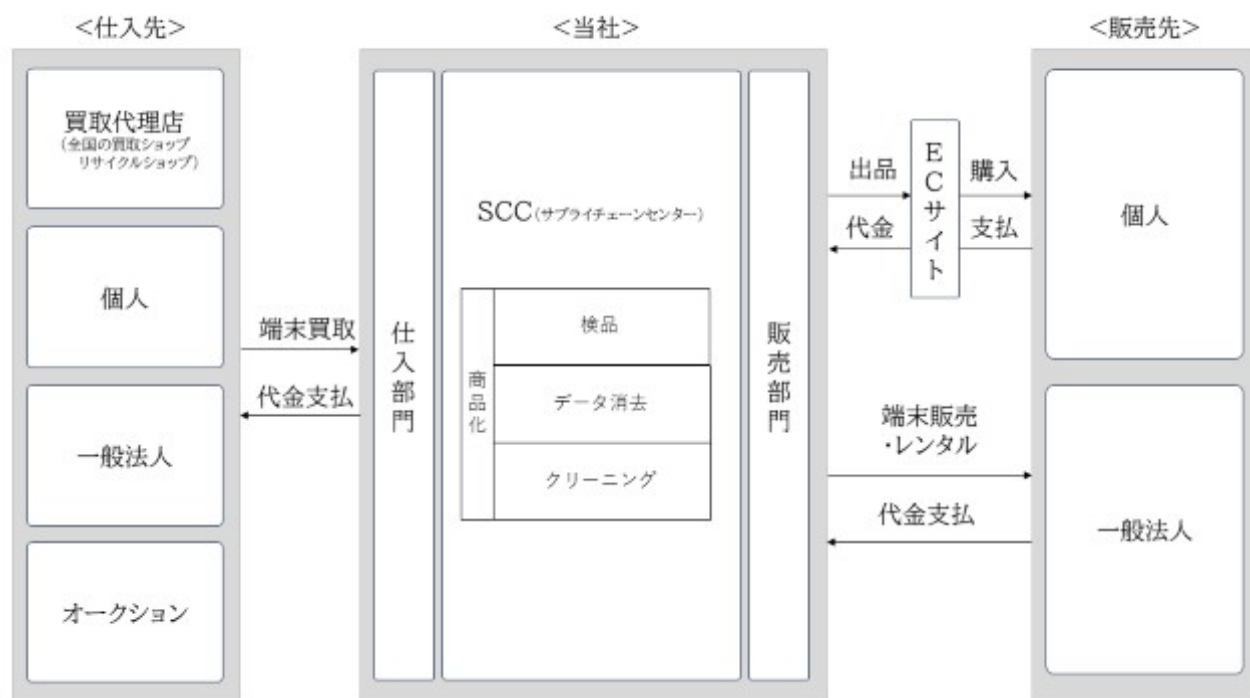 ＜仕入先＞
買取代理店
(全国の買取ショップ
リサイクルショップ)
個人
一般法人
オークション
端末買取
代金支払
＜当社＞
仕入部門
SCC(サプライチェーンセンター)
商品化
検品
データ消去
クリーニング
販売部門
出品
代金
ECサイト
購入
支払
端末販売
・レンタル
代金支払
＜販売先＞
個人
一般法人